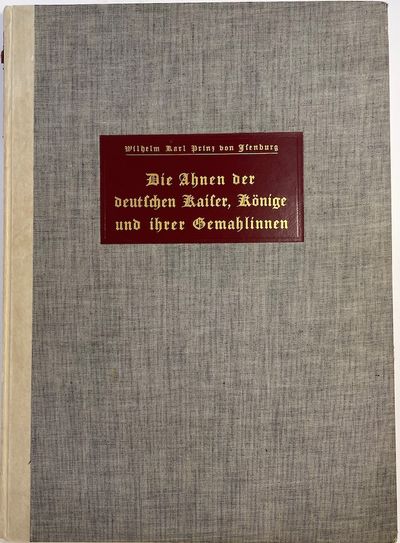 Wilhelm Karl Prinz von Isenburg
Die Ahnen der
deutschen Kaiser, Könige
und ihrer Gemahlinnen